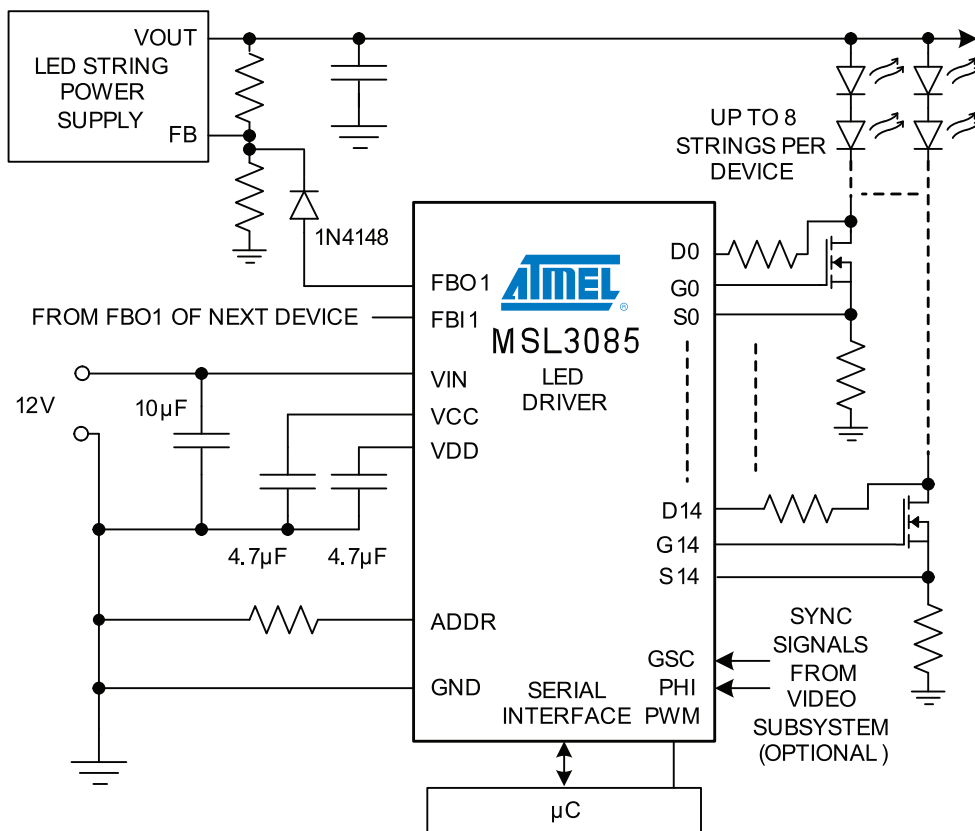 VOUT
LED STRING
POWER
SUPPLY
FB
UP TO 8
STRINGS PER
DEVICE
1N4148
FBO1
FROM FBO1 OF NEXT DEVICE
FBI1
ATMEL
®
MSL3085
LED
DRIVER
D0
G0
S0
VIN
12V
10µF
VCC
VDD
4.7µF
4.7µF
D14
G14
S14
ADDR
GND
GSC
PHI
PWM
SERIAL
INTERFACE
SYNC
SIGNALS
FROM
VIDEO
SUBSYSTEM
(OPTIONAL)
µC